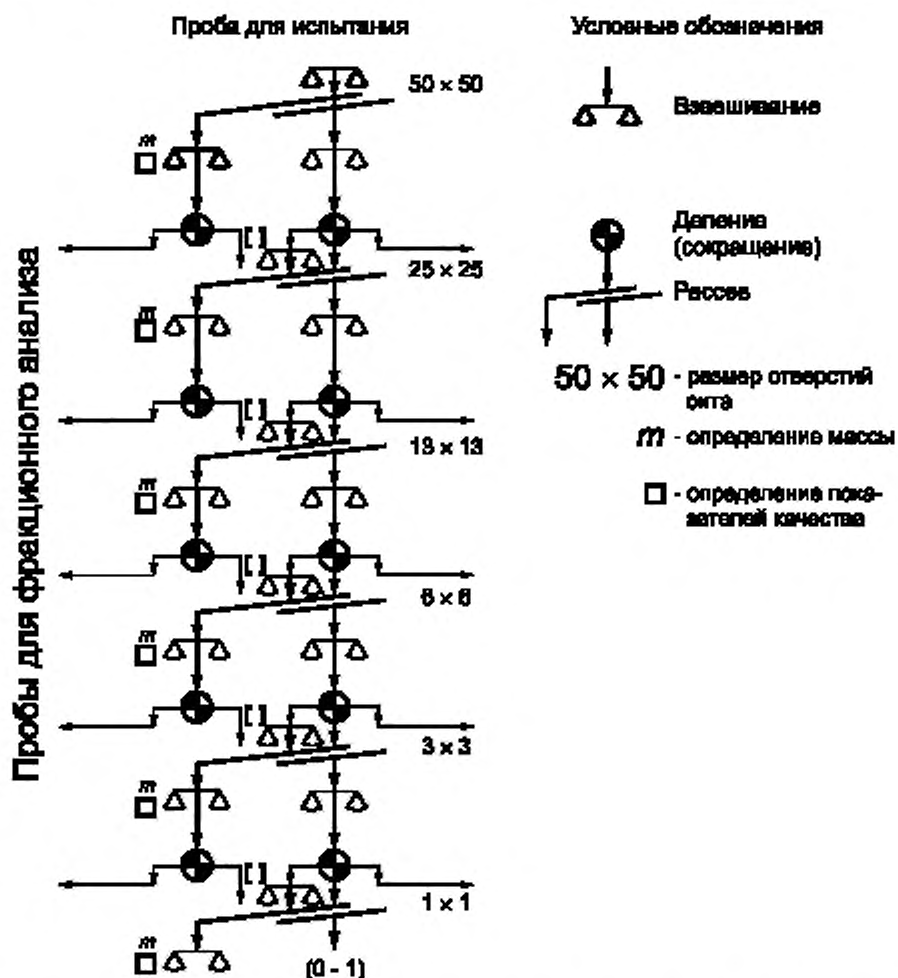 Проба для испытания
Условные обозначения
50 × 50
Взвешивание
m
Деление
(сокращение)
25 × 25
Рассев
m
50 × 50 - размер отверстий
сита
13 × 13
m - определение массы
m
- определение пока-
зателей качества
6 × 6
m
3 × 3
m
1 × 1
m
(0 - 1)
Пробы для фракционного анализа